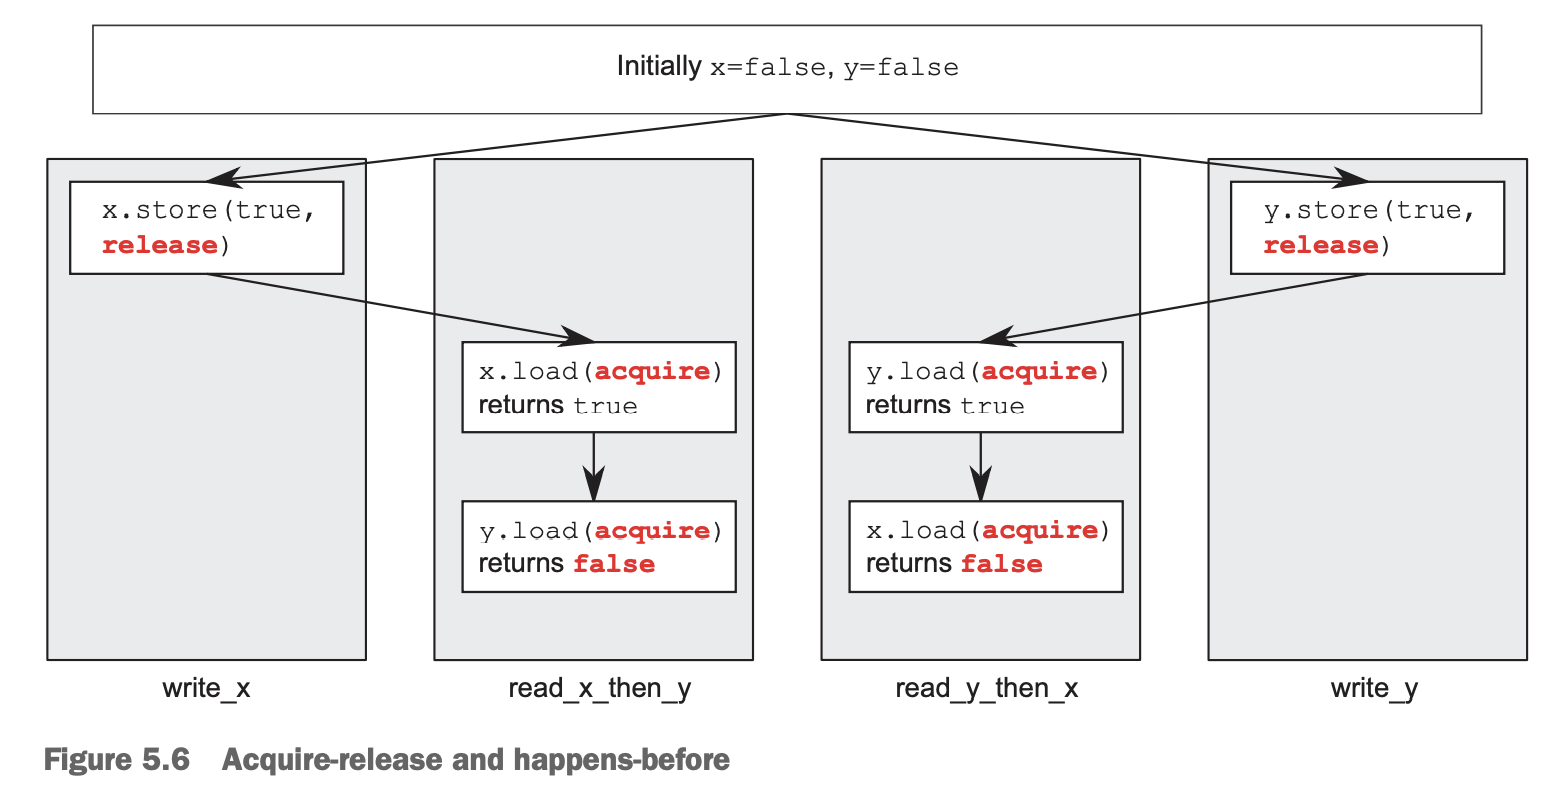 Initially x=false, y=false
x.store(true,
release)
y.store(true,
release)
x.load(acquire)
returns true
y.load(acquire)
returns true
y.load(acquire)
returns false
x.load(acquire)
returns false
write_x
read_x_then_y
read_y_then_x
write_y
Figure 5.6 Acquire-release and happens-before